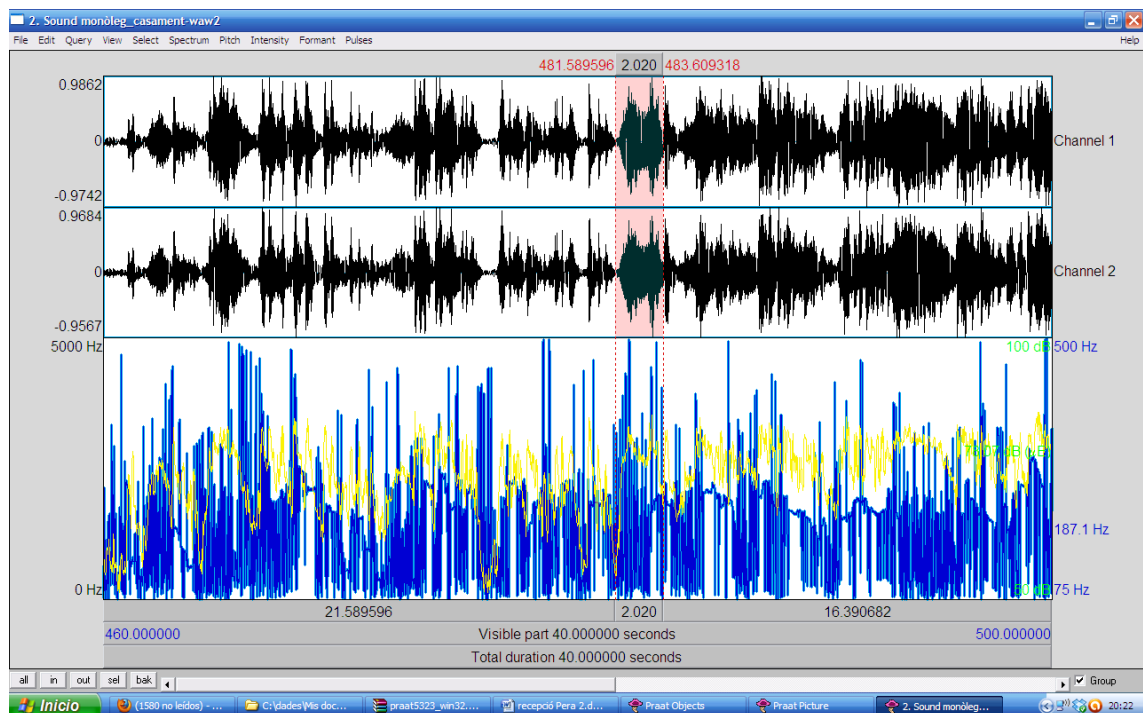 2. Sound monòleg_casament-waw2
File Edit Query View Select Spectrum Pitch Intensity Formant Pulses Help
481.589596 2.020 483.609318
0.9862
0
-0.9742
Channel 1
0.9684
0
-0.9567
Channel 2
5000 Hz
100 dB 500 Hz
187.1 Hz
0 Hz
50 dB 75 Hz
21.589596 2.020 16.390682
460.000000 Visible part 40.000000 seconds 500.000000
Total duration 40.000000 seconds
all in out sel bak Group
Inicio (1580 no leídos) - ... C:\dades\Mis doc... praat5323_win32.... recepció Pera 2.d... Praat Objects Praat Picture 2. Sound monòleg... 20:22